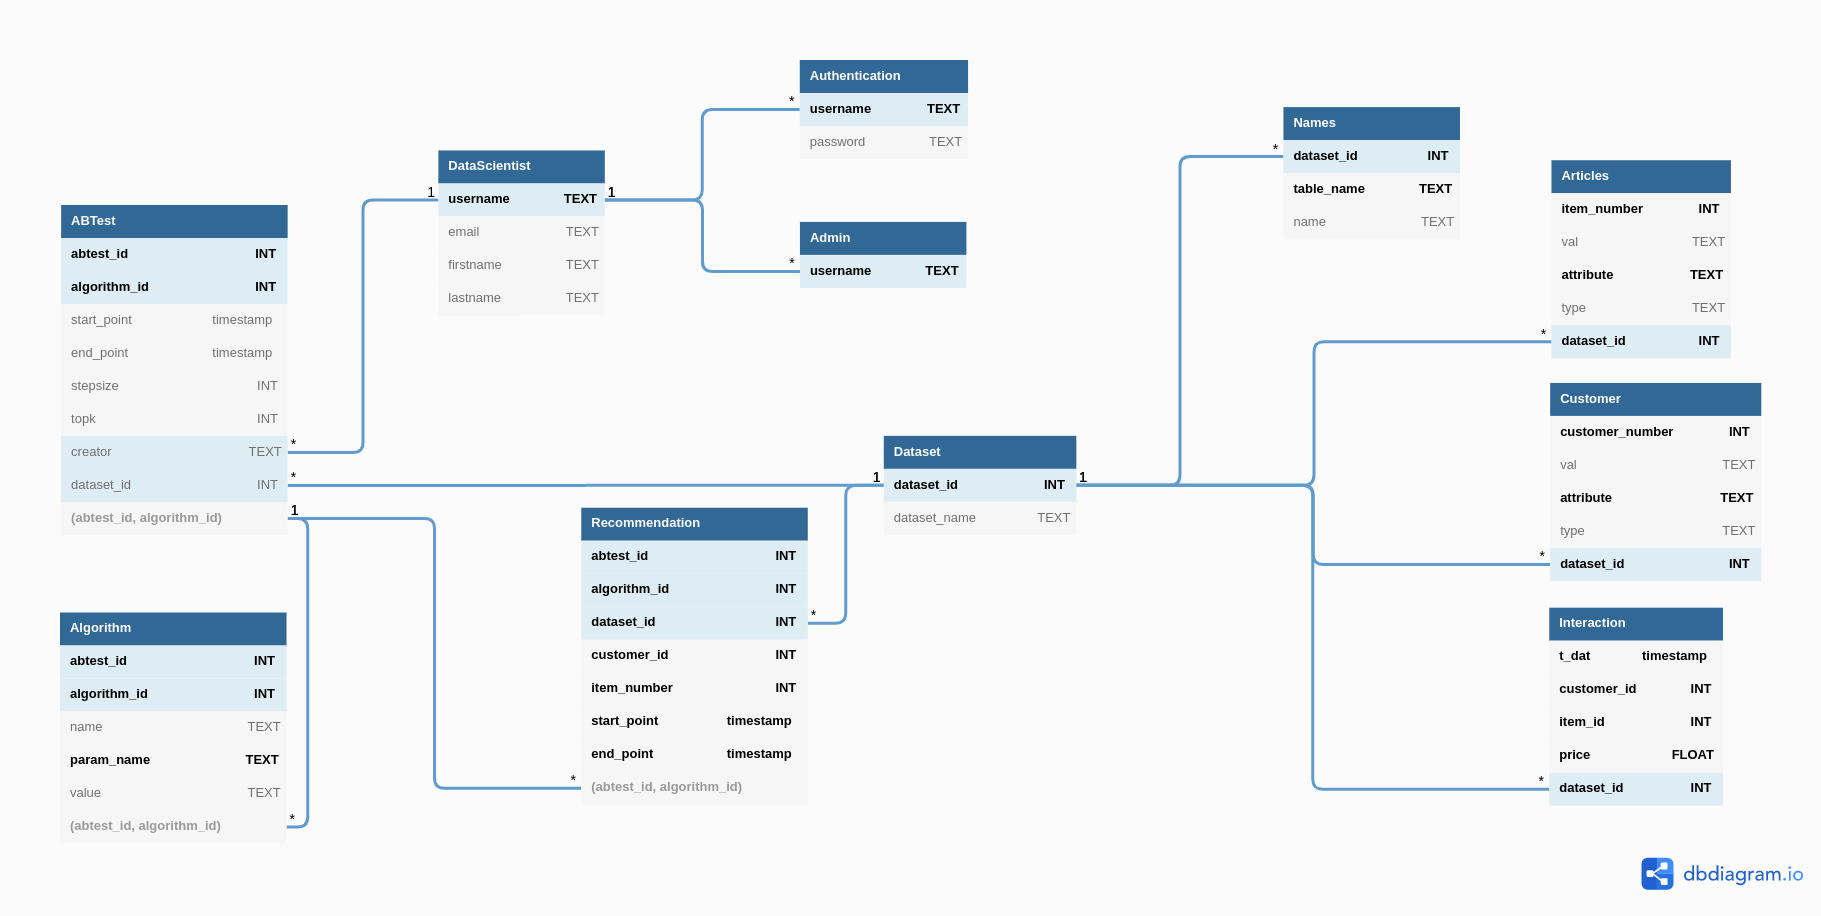 Authentication
username TEXT
password TEXT
DataScientist
username TEXT
email TEXT
firstname TEXT
lastname TEXT
Admin
username TEXT
Names
dataset_id INT
table_name TEXT
name TEXT
Articles
item_number INT
val TEXT
attribute TEXT
type TEXT
dataset_id INT
ABTest
abtest_id INT
algorithm_id INT
start_point timestamp
end_point timestamp
stepsize INT
topk INT
creator TEXT
dataset_id INT
(abtest_id, algorithm_id)
Dataset
dataset_id INT
dataset_name TEXT
Customer
customer_number INT
val TEXT
attribute TEXT
type TEXT
dataset_id INT
Recommendation
abtest_id INT
algorithm_id INT
dataset_id INT
customer_id INT
item_number INT
start_point timestamp
end_point timestamp
(abtest_id, algorithm_id)
Algorithm
abtest_id INT
algorithm_id INT
name TEXT
param_name TEXT
value TEXT
(abtest_id, algorithm_id)
Interaction
t_dat timestamp
customer_id INT
item_id INT
price FLOAT
dataset_id INT
1
1
1
1
1
*
*
*
*
*
*
*
*
*
*
*
dbdiagram.io